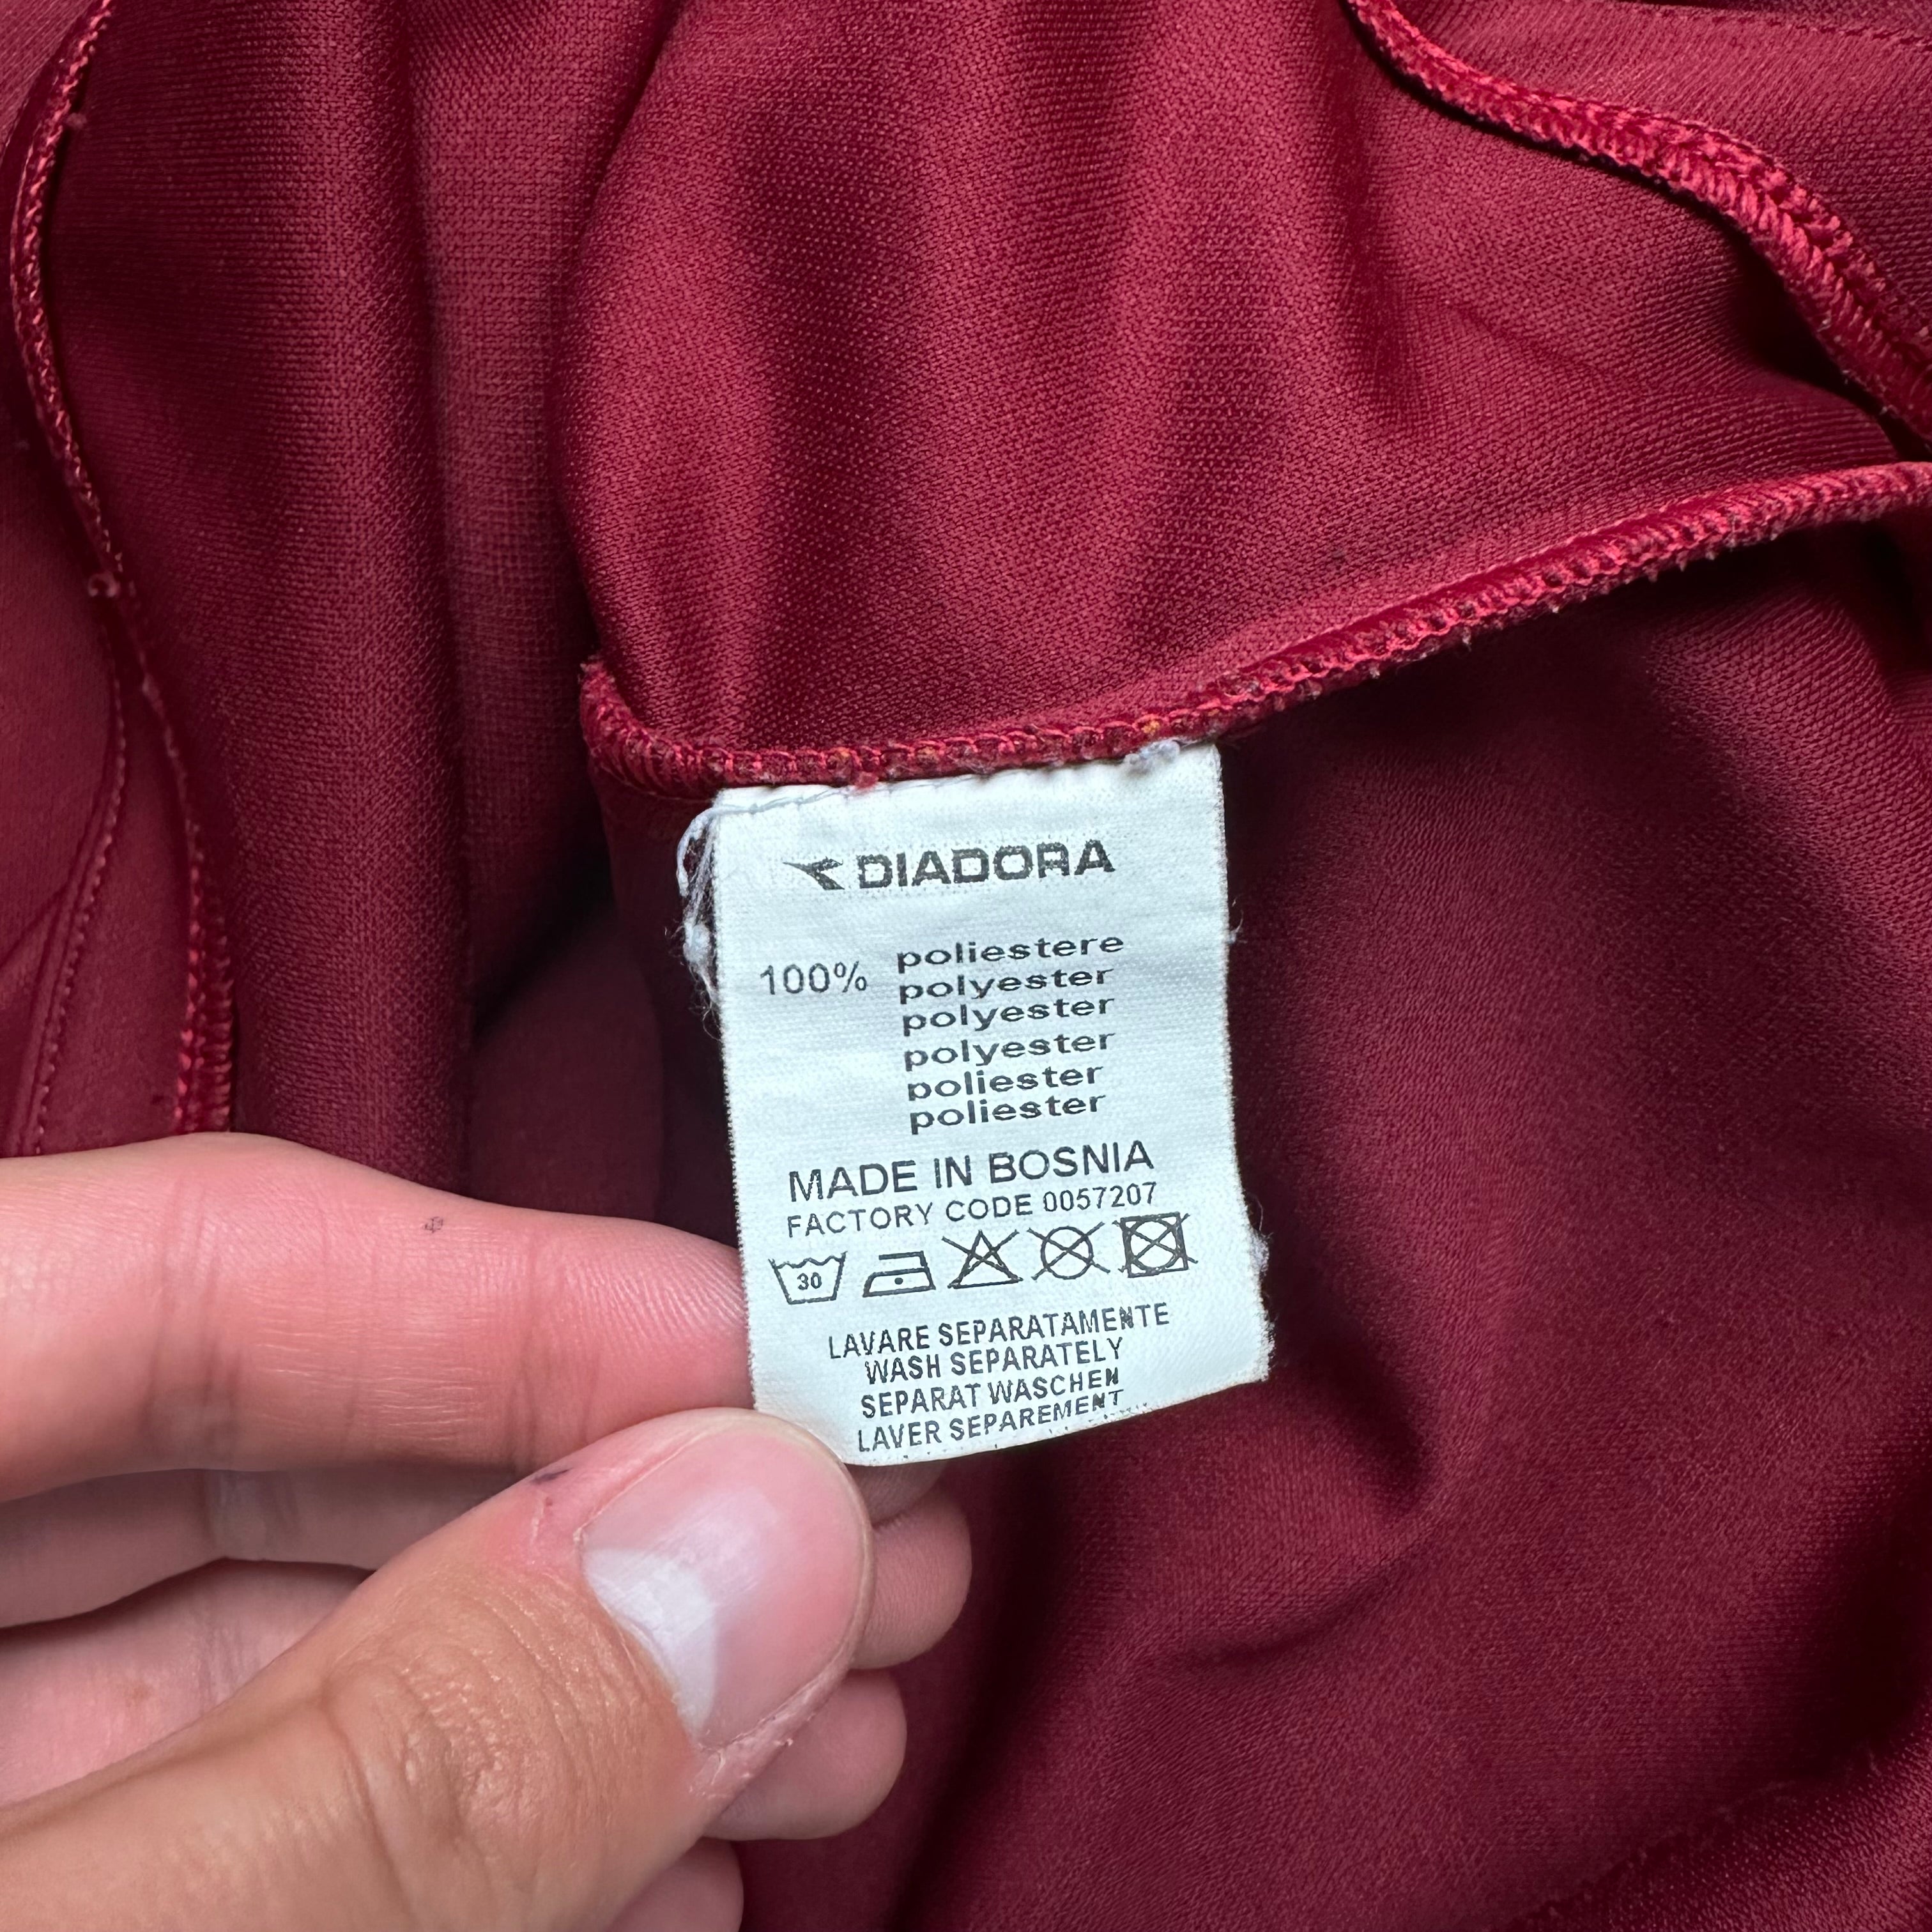 DIADORA
100% poliestere
polyester
polyester
polyester
poliester
poliester
MADE IN BOSNIA
FACTORY CODE 0057207
30
LAVARE SEPARATAMENTE
WASH SEPARATELY
SEPARAT WASCHEN
LAVER SEPAREMENT